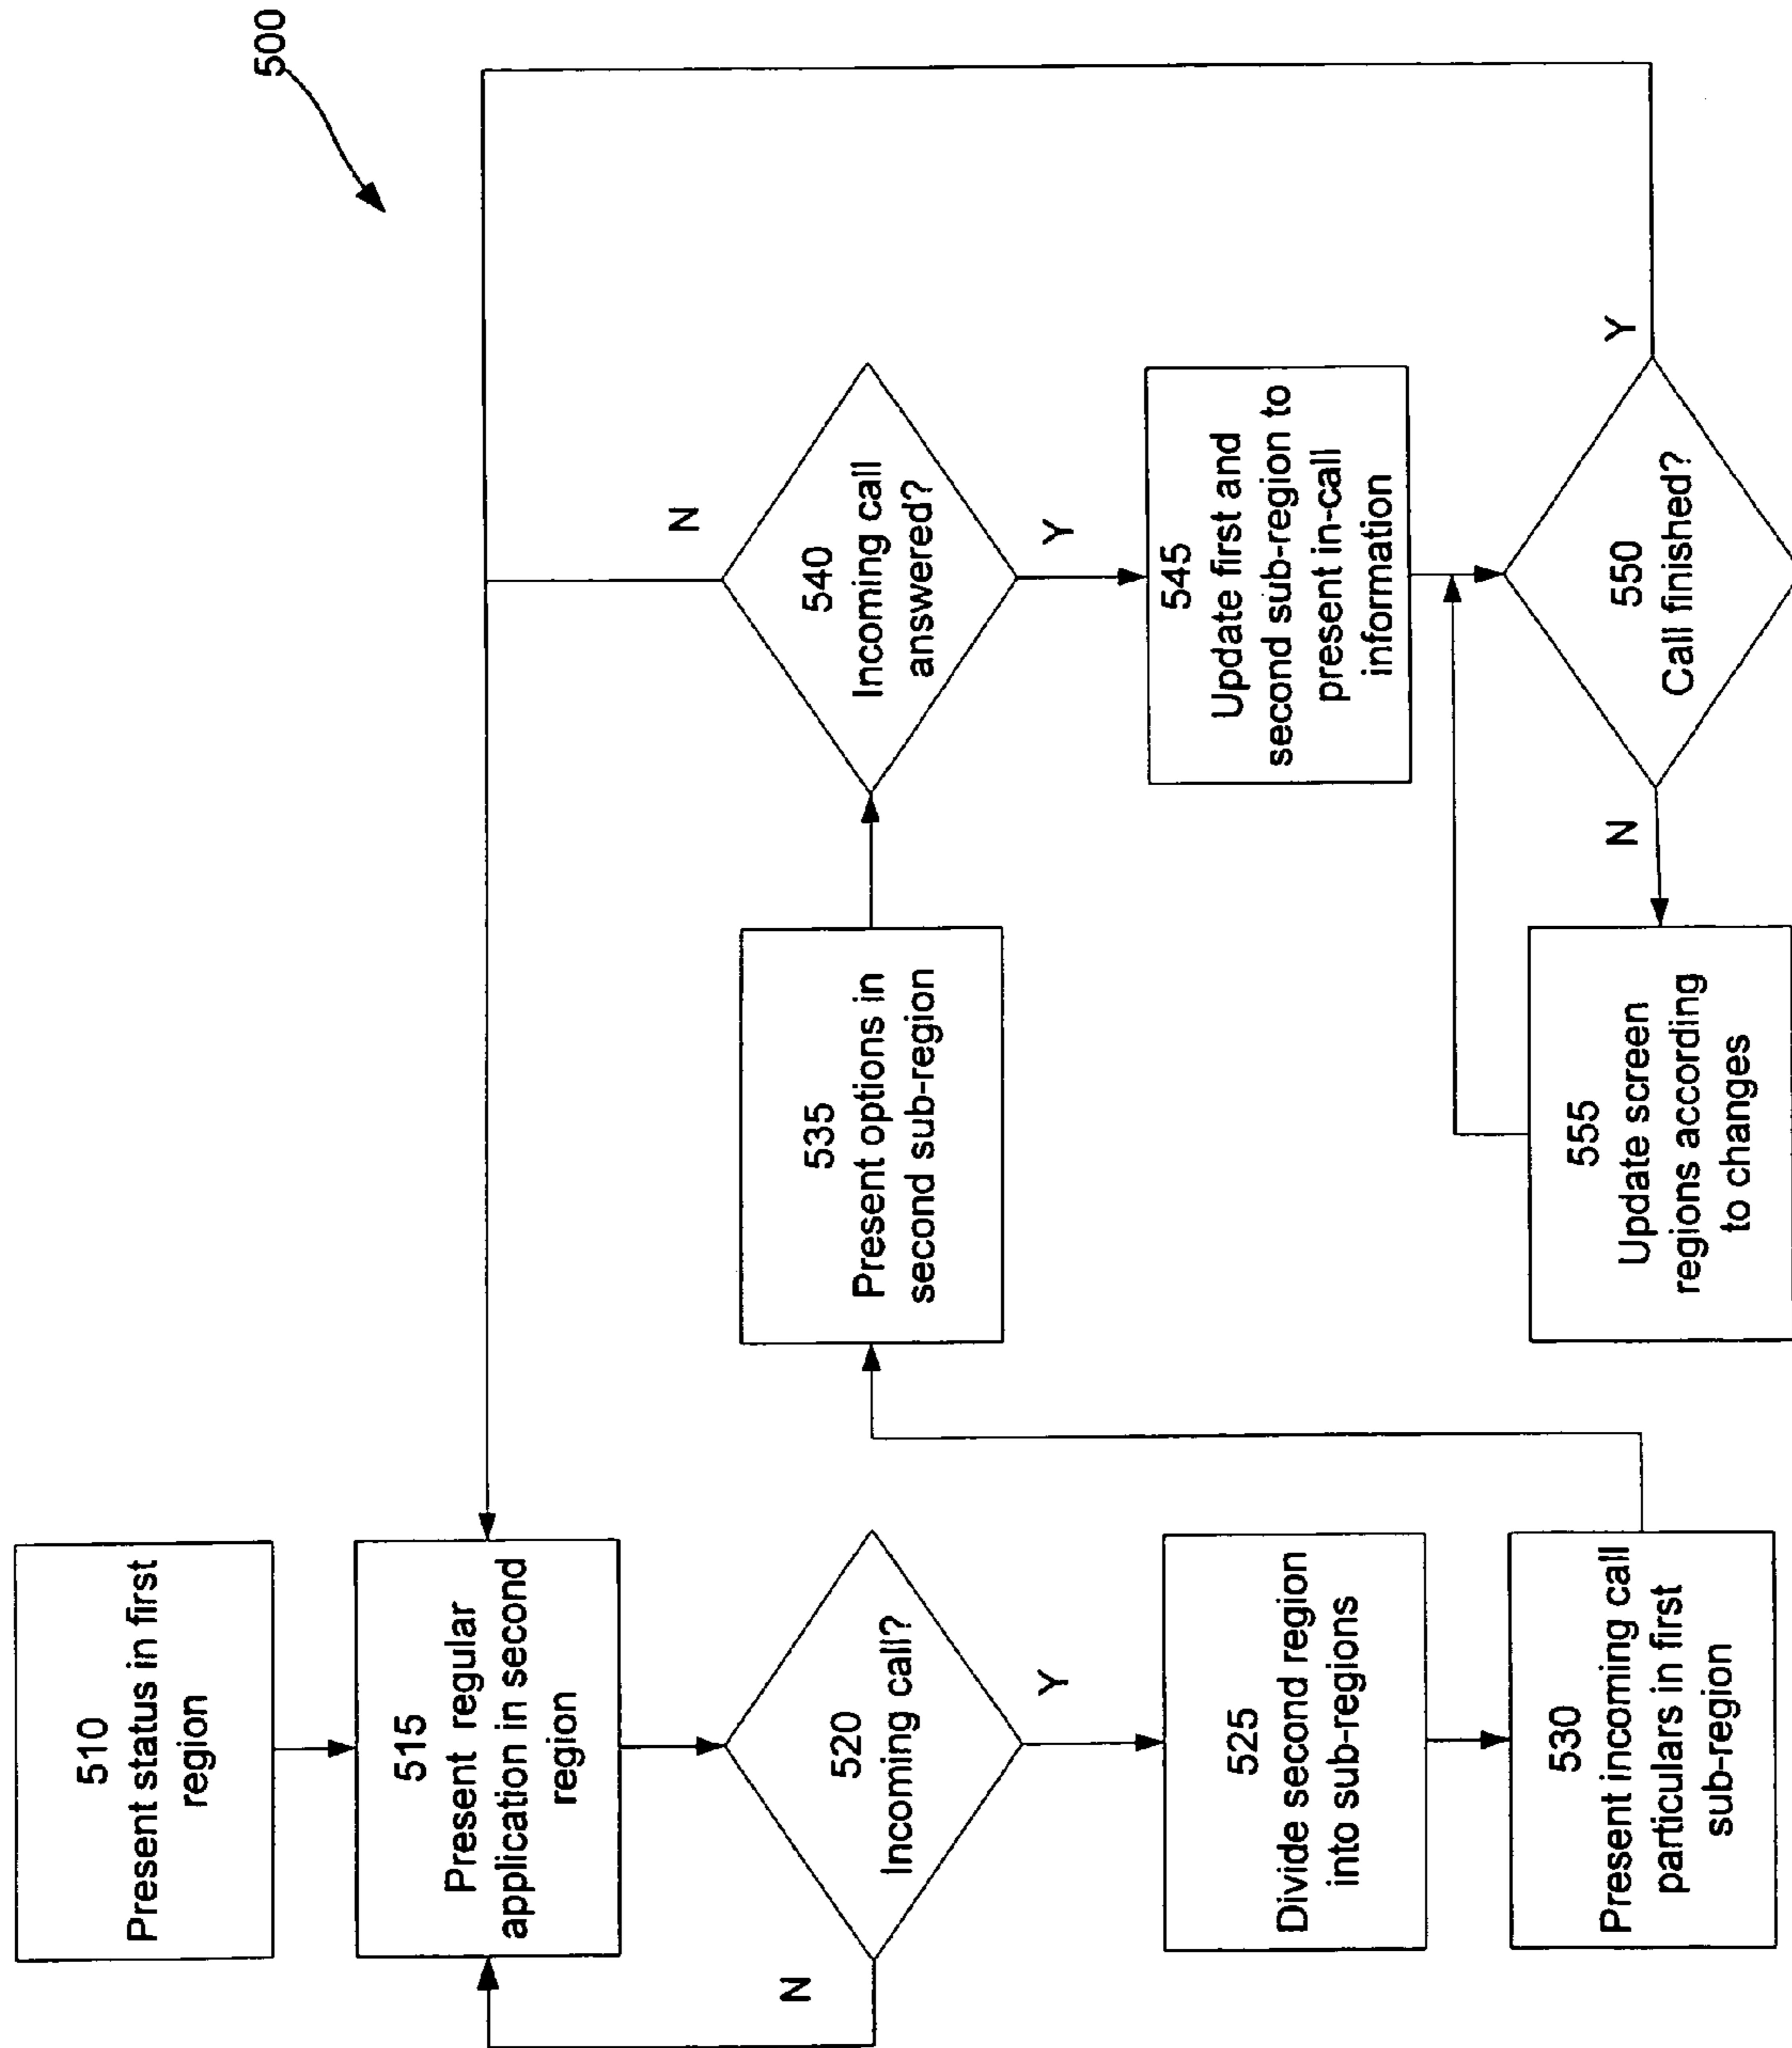 500
510
Present status in first
region
515
Present regular
application in second
region
520
Incoming call?
N
Y
525
Divide second region
into sub-regions
530
Present incoming call
particulars in first
sub-region
535
Present options in
second sub-region
540
Incoming call
answered?
N
Y
545
Update first and
second sub-region to
present in-call
information
550
Call finished?
Y
N
555
Update screen
regions according
to changes